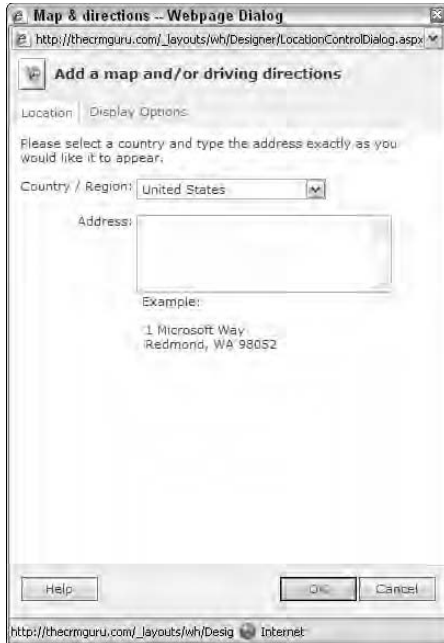 Map & directions -- Webpage Dialog
http://thecrmguru.com/_layouts/wh/Designer/LocationControlDialog.aspx
Add a map and/or driving directions
Location Display Options
Please select a country and type the address exactly as you
would like it to appear.
Country / Region: United States
Address:
Example:
1 Microsoft Way
Redmond, WA 98052
Help OK Cancel
http://thecrmguru.com/_layouts/wh/Desig Internet